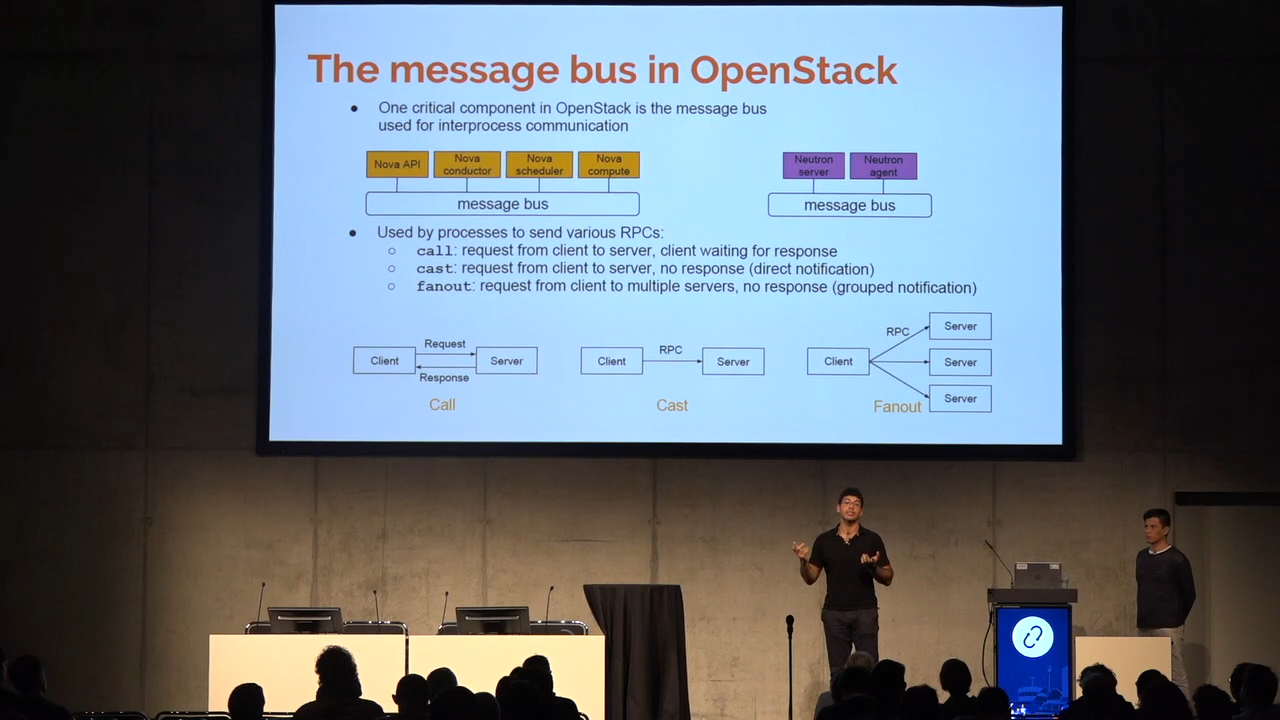 The message bus in OpenStack
● One critical component in OpenStack is the message bus
used for interprocess communication
Nova API
Nova
conductor
Nova
scheduler
Nova
compute
message bus
Neutron
server
Neutron
agent
message bus
● Used by processes to send various RPCs:
○ call: request from client to server, client waiting for response
○ cast: request from client to server, no response (direct notification)
○ fanout: request from client to multiple servers, no response (grouped notification)
Client
Request
Response
Server
Call
Client
RPC
Server
Cast
Client
RPC
Server
Server
Server
Fanout